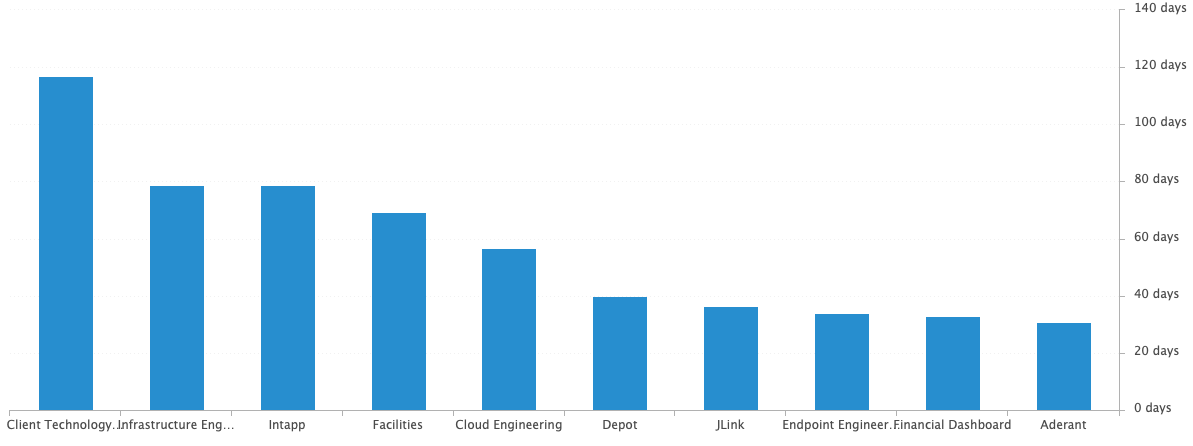 140 days
120 days
100 days
80 days
60 days
40 days
20 days
0 days
Client Technology... Infrastructure Eng... Intapp Facilities Cloud Engineering Depot JLink Endpoint Engineer... Financial Dashboard Aderant